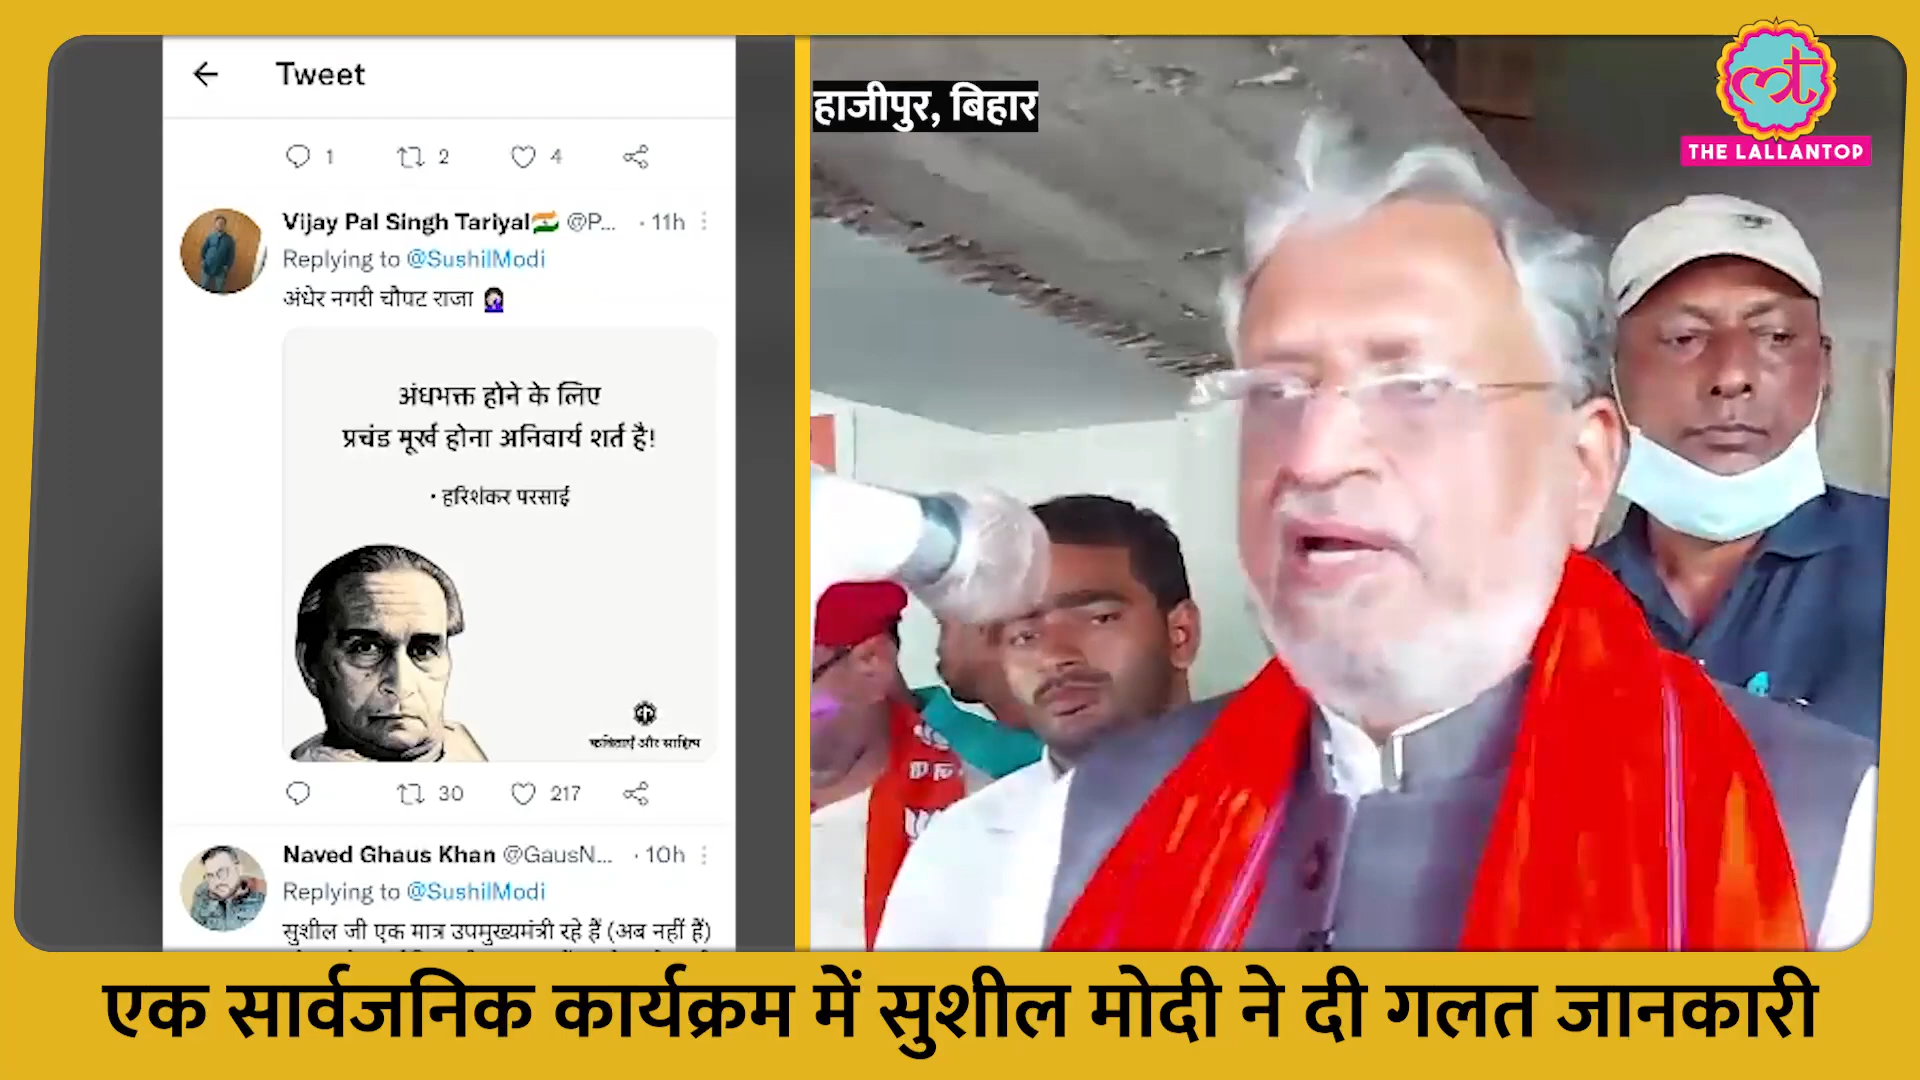 Tweet
1 2 4
Vijay Pal Singh Tariyal @P... · 11h
Replying to @SushilModi
अंधेर नगरी चौपट राजा
अंधभक्त होने के लिए
प्रचंड मूर्ख होना अनिवार्य शर्त है!
· हरिशंकर परसाई
कविताएँ और साहित्य
30 217
Naved Ghaus Khan @GausN... · 10h
Replying to @SushilModi
सुशील जी एक मात्र उपमुख्यमंत्री रहे हैं (अब नहीं हैं)
हाजीपुर, बिहार
THE LALLANTOP
एक सार्वजनिक कार्यक्रम में सुशील मोदी ने दी गलत जानकारी